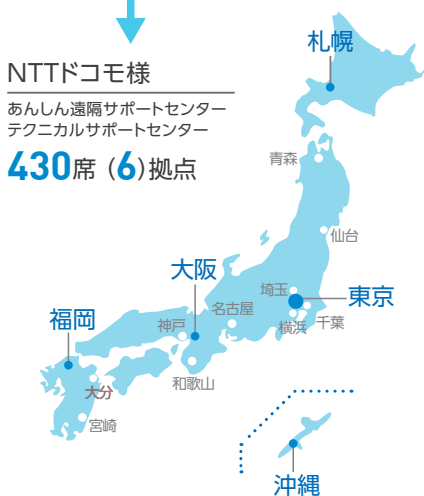 NTTドコモ様
あんしん遠隔サポートセンター
テクニカルサポートセンター
430席 (6)拠点
札幌
青森
仙台
大阪
埼玉
東京
名古屋
福岡
神戸
横浜
千葉
和歌山
大分
宮崎
沖縄